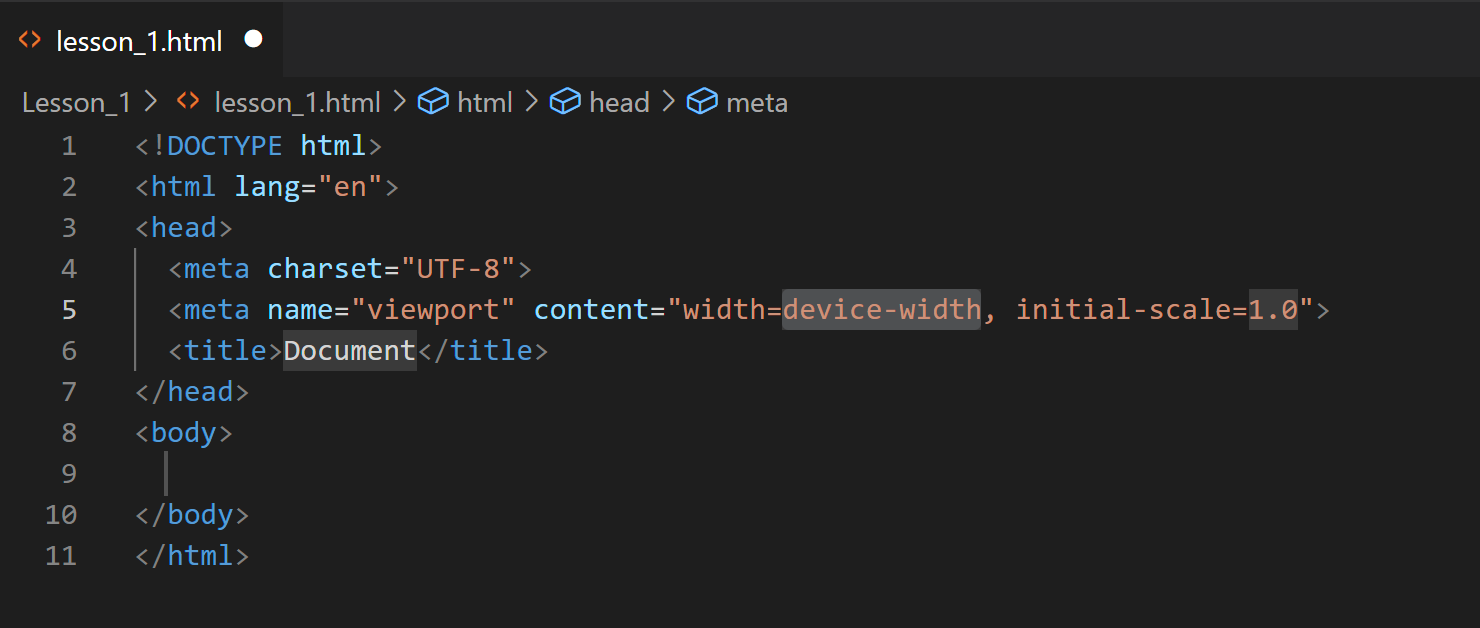 lesson_1.html
Lesson_1 > lesson_1.html > html > head > meta
1 <!DOCTYPE html>
2 <html lang="en">
3 <head>
4   <meta charset="UTF-8">
5   <meta name="viewport" content="width=device-width, initial-scale=1.0">
6   <title>Document</title>
7 </head>
8 <body>
9
10 </body>
11 </html>